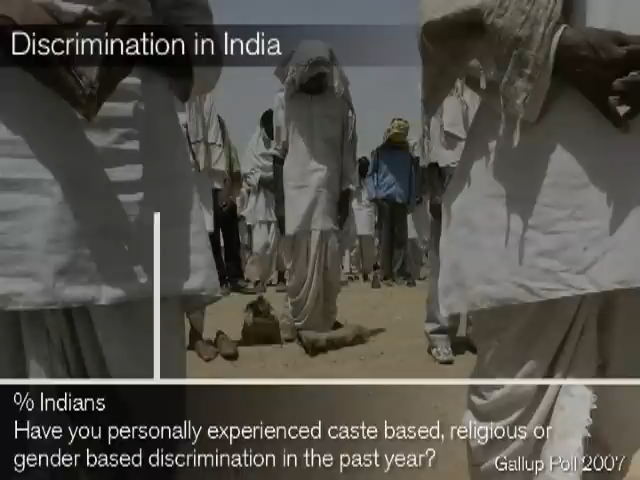 Discrimination in India
% Indians
Have you personally experienced caste based, religious or
gender based discrimination in the past year?
Gallup Poll 2007